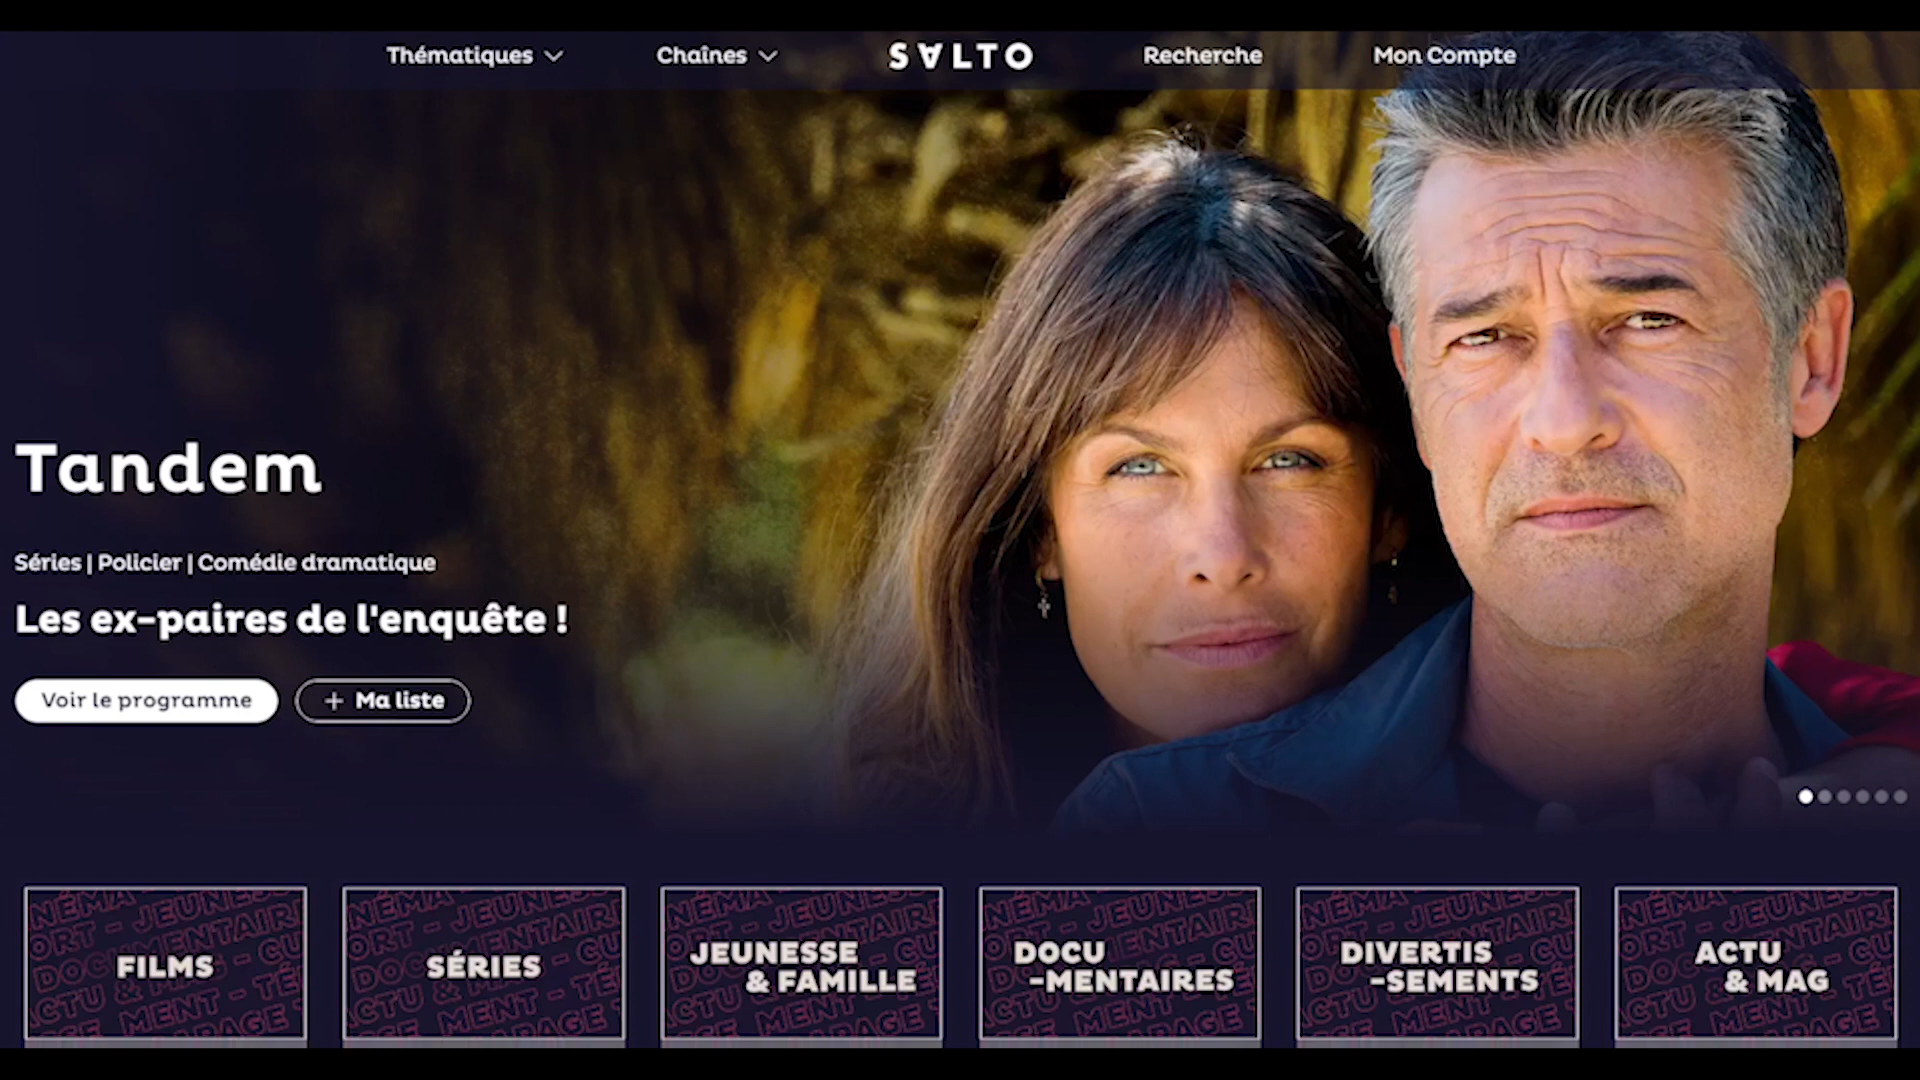 Thématiques
Chaînes
SALTO
Recherche
Mon Compte
Tandem
Séries | Policier | Comédie dramatique
Les ex-paires de l'enquête !
Voir le programme
+ Ma liste
FILMS
SÉRIES
JEUNESSE
& FAMILLE
DOCU
-MENTAIRES
DIVERTIS
-SEMENTS
ACTU
& MAG